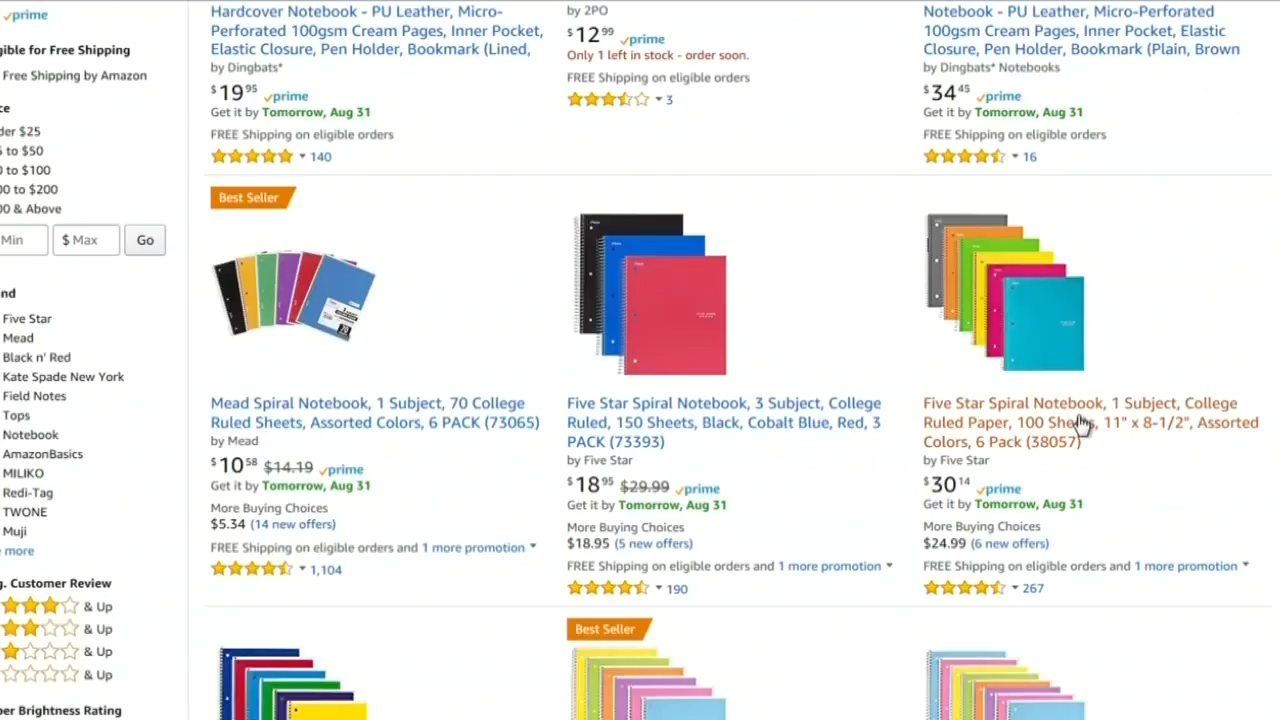 prime
gible for Free Shipping
Free Shipping by Amazon
ce
der $25
5 to $50
0 to $100
00 to $200
00 & Above
Min
$ Max
Go
nd
Five Star
Mead
Black n' Red
Kate Spade New York
Field Notes
Tops
Notebook
AmazonBasics
MILIKO
Redi-Tag
TWONE
Muji
e more
g. Customer Review
& Up
& Up
& Up
& Up
per Brightness Rating
Hardcover Notebook - PU Leather, Micro-
Perforated 100gsm Cream Pages, Inner Pocket,
Elastic Closure, Pen Holder, Bookmark (Lined,
by Dingbats*
$19 95 prime
Get it by Tomorrow, Aug 31
FREE Shipping on eligible orders
140
by 2PO
$12 99 prime
Only 1 left in stock - order soon.
FREE Shipping on eligible orders
3
Notebook - PU Leather, Micro-Perforated
100gsm Cream Pages, Inner Pocket, Elastic
Closure, Pen Holder, Bookmark (Plain, Brown
by Dingbats* Notebooks
$34 45 prime
Get it by Tomorrow, Aug 31
FREE Shipping on eligible orders
16
Best Seller
Mead Spiral Notebook, 1 Subject, 70 College
Ruled Sheets, Assorted Colors, 6 PACK (73065)
by Mead
$10 58 $14.19 prime
Get it by Tomorrow, Aug 31
More Buying Choices
$5.34 (14 new offers)
FREE Shipping on eligible orders and 1 more promotion
1,104
Five Star Spiral Notebook, 3 Subject, College
Ruled, 150 Sheets, Black, Cobalt Blue, Red, 3
PACK (73393)
by Five Star
$18 95 $29.99 prime
Get it by Tomorrow, Aug 31
More Buying Choices
$18.95 (5 new offers)
FREE Shipping on eligible orders and 1 more promotion
190
Five Star Spiral Notebook, 1 Subject, College
Ruled Paper, 100 Sheets, 11" x 8-1/2", Assorted
Colors, 6 Pack (38057)
by Five Star
$30 14 prime
Get it by Tomorrow, Aug 31
More Buying Choices
$24.99 (6 new offers)
FREE Shipping on eligible orders and 1 more promotion
267
Best Seller